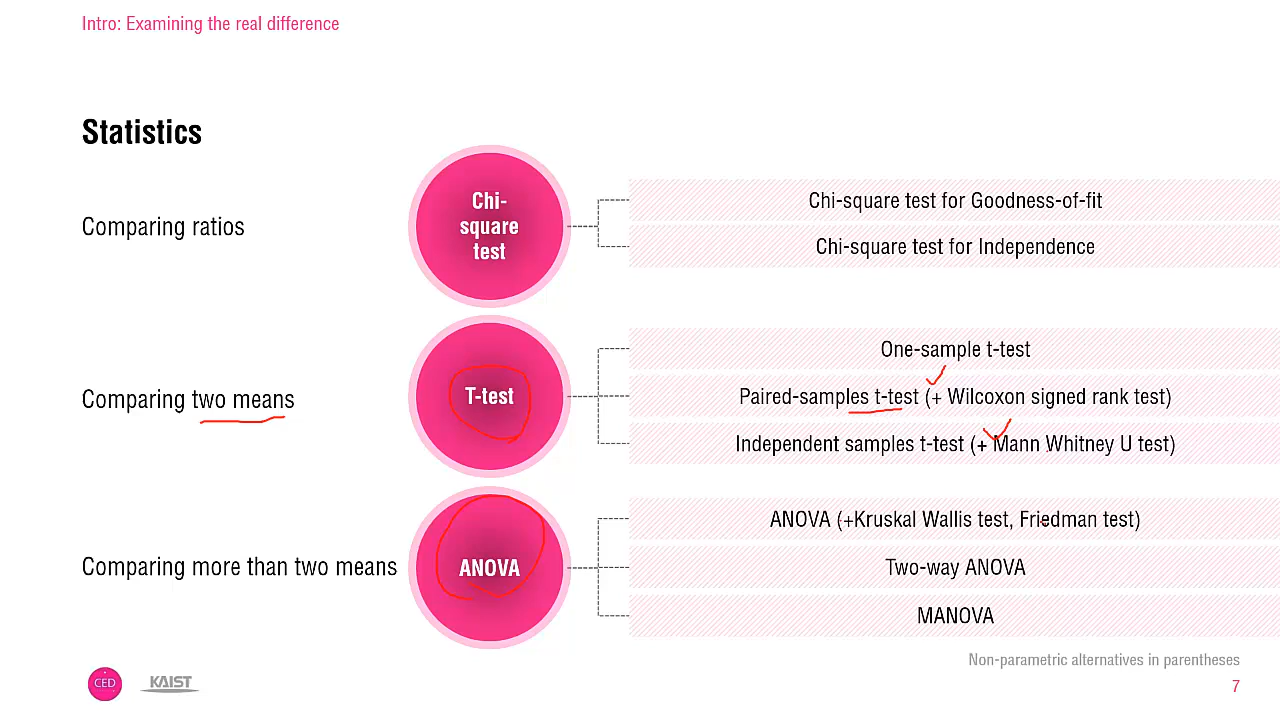 Intro: Examining the real difference
Statistics
Comparing ratios
Chi-
square
test
Chi-square test for Goodness-of-fit
Chi-square test for Independence
Comparing two means
T-test
One-sample t-test
Paired-samples t-test (+ Wilcoxon signed rank test)
Independent samples t-test (+ Mann Whitney U test)
Comparing more than two means
ANOVA
ANOVA (+Kruskal Wallis test, Friedman test)
Two-way ANOVA
MANOVA
Non-parametric alternatives in parentheses
CED
KAIST
7